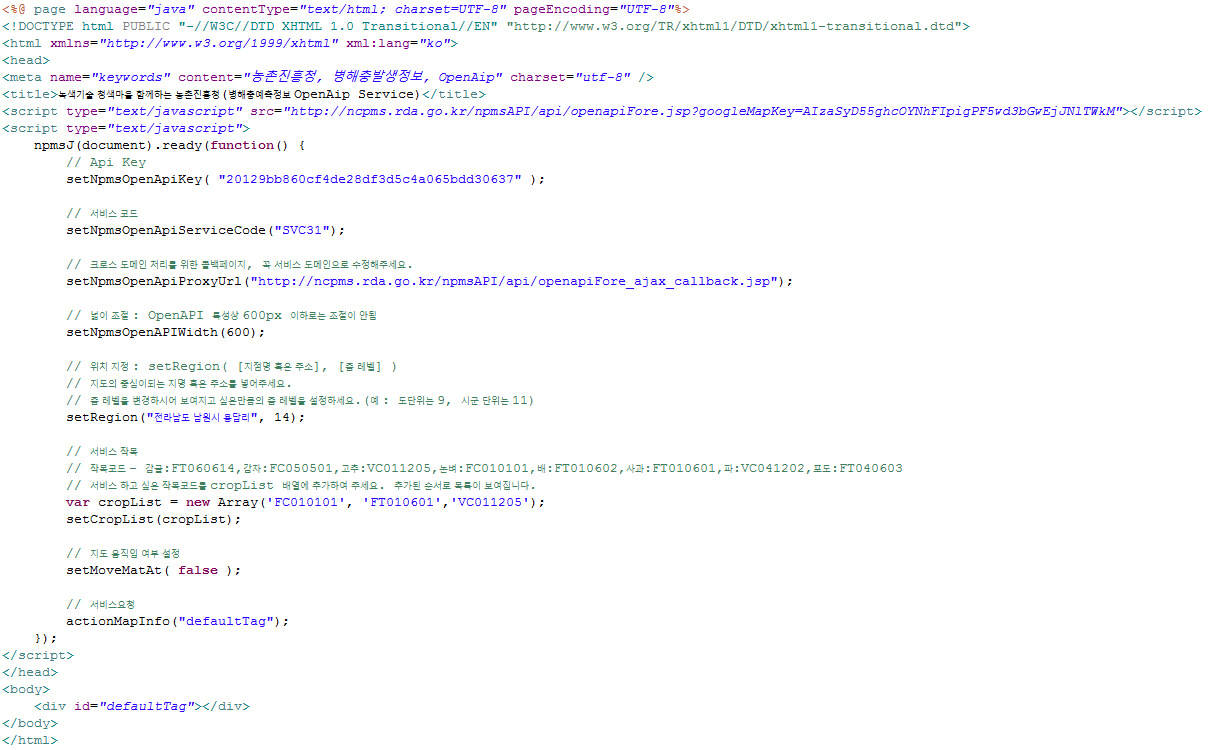 <%@ page language="java" contentType="text/html; charset=UTF-8" pageEncoding="UTF-8"%>
<!DOCTYPE html PUBLIC "-//W3C//DTD XHTML 1.0 Transitional//EN" "http://www.w3.org/TR/xhtml1/DTD/xhtml1-transitional.dtd">
<html xmlns="http://www.w3.org/1999/xhtml" xml:lang="ko">
<head>
<meta name="keywords" content="농촌진흥청, 병해충발생정보, OpenAip" charset="utf-8" />
<title>녹색기술 청색마을 함께하는 농촌진흥청(병해충예측정보 OpenAip Service)</title>
<script type="text/javascript" src="http://ncpms.rda.go.kr/npmsAPI/api/openapiFore.jsp?googleMapKey=AIzaSyD55ghcOYNhFIpigPF5wd3bGwEjJNlTWkM"></script>
<script type="text/javascript">
    npmsJ(document).ready(function() {
        // Api Key
        setNpmsOpenApiKey( "20129bb860cf4de28df3d5c4a065bdd30637" );

        // 서비스 코드
        setNpmsOpenApiServiceCode("SVC31");

        // 크로스 도메인 처리를 위한 콜백페이지, 꼭 서비스 도메인으로 수정해주세요.
        setNpmsOpenApiProxyUrl("http://ncpms.rda.go.kr/npmsAPI/api/openapiFore_ajax_callback.jsp");

        // 넓이 조절 : OpenAPI 특성상 600px 이하로는 조절이 안됨
        setNpmsOpenAPIWidth(600);

        // 위치 지정 : setRegion( [지점명 혹은 주소], [줌 레벨] )
        // 지도의 중심이되는 지명 혹은 주소를 넣어주세요.
        // 줌 레벨을 변경하시어 보여지고 싶은만큼의 줌 레벨을 설정하세요.(예 : 도단위는 9, 시군 단위는 11)
        setRegion("전라남도 남원시 용담리", 14);

        // 서비스 작목
        // 작목코드 - 감귤:FT060614,감자:FC050501,고추:VC011205,논벼:FC010101,배:FT010602,사과:FT010601,파:VC041202,포도:FT040603
        // 서비스 하고 싶은 작목코드를 cropList 배열에 추가하여 주세요. 추가된 순서로 목록이 보여집니다.
        var cropList = new Array('FC010101', 'FT010601','VC011205');
        setCropList(cropList);

        // 지도 움직임 여부 설정
        setMoveMatAt( false );

        // 서비스요청
        actionMapInfo("defaultTag");
    });
</script>
</head>
<body>
    <div id="defaultTag"></div>
</body>
</html>